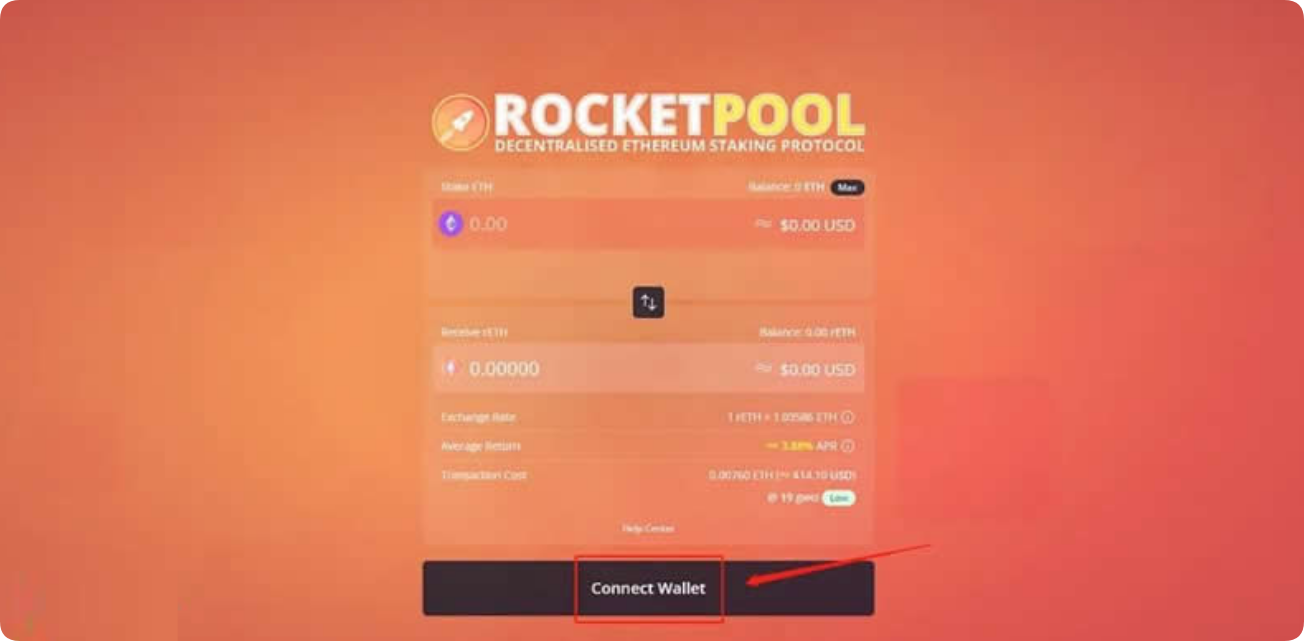 ROCKETPOOL
DECENTRALISED ETHEREUM STAKING PROTOCOL
Stake ETH
Balance: 0 ETH Max
0.00
≈ $0.00 USD
Receive rETH
Balance: 0.00 rETH
0.00000
≈ $0.00 USD
Exchange Rate
1 rETH = 1.03586 ETH
Average Return
≈ 3.88% APR
Transaction Cost
0.00760 ETH (≈ $14.10 USD)
@ 19 gwei Low
Help Center
Connect Wallet